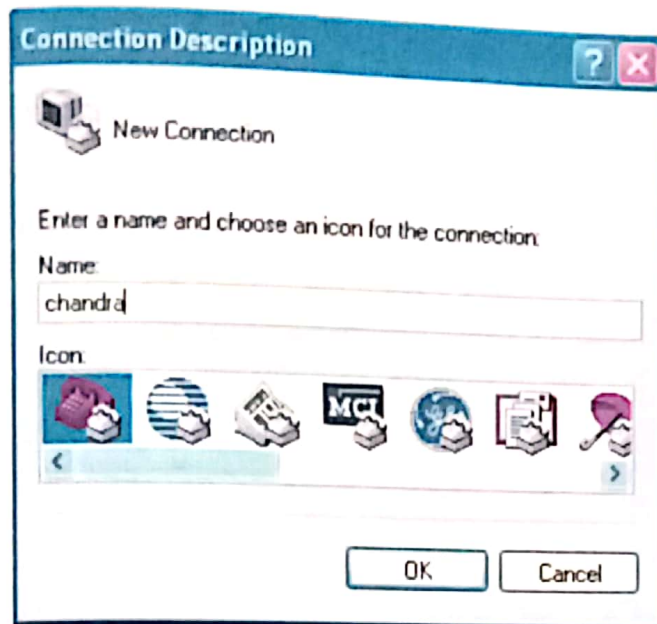 Connection Description
New Connection
Enter a name and choose an icon for the connection:
Name:
chandra
Icon:
MCI
OK
Cancel